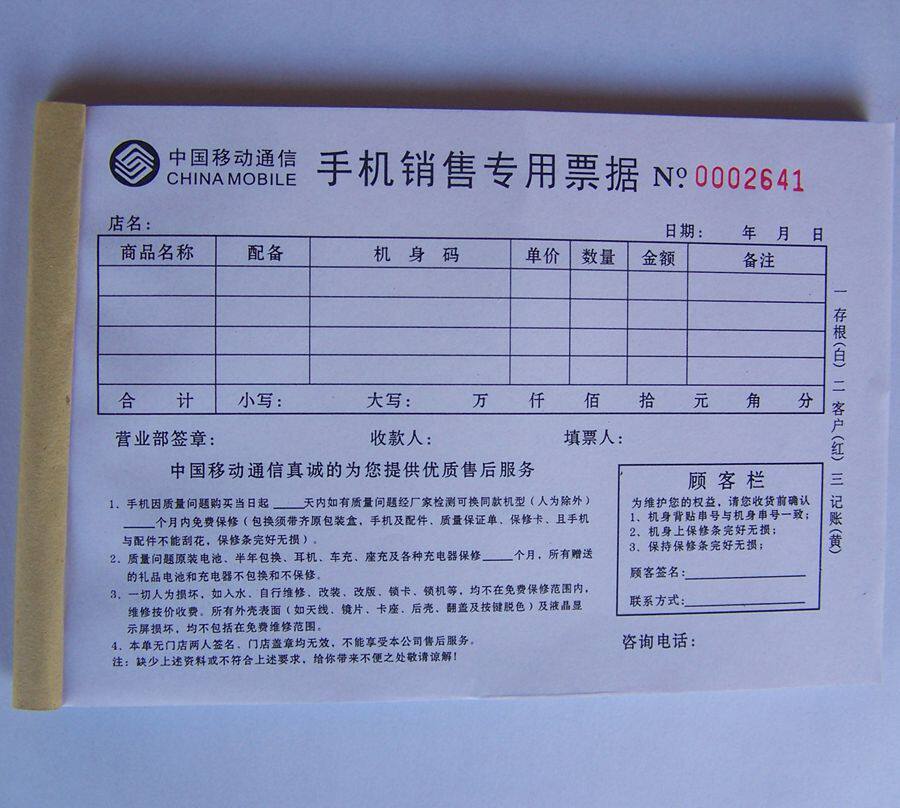 中国移动通信
CHINA MOBILE
手机销售专用票据 Nº. 0002641
店名：
日期： 年 月 日
商品名称 配备 机身码 单价 数量 金额 备注
合计 小写： 大写： 万 仟 佰 拾 元 角 分
营业部签章： 收款人： 填票人：
中国移动通信真诚的为您提供优质售后服务
1、手机因质量问题购买当日起____天内如有质量问题经厂家检测可换同款机型（人为除外）
____个月内免费保修（包换须带齐原包装盒，手机及配件、质量保证单、保修卡、且手机
与配件不能刮花，保修条完好无损）。
2、质量问题原装电池、半年包换、耳机、车充、座充及各种充电器保修____个月，所有赠送
的礼品电池和充电器不包换和不保修。
3、一切人为损坏，如入水、自行维修、改装、改版、锁卡、锁机等，均不在免费保修范围内，
维修按价收费。所有外壳表面（如天线、镜片、卡座、后壳、翻盖及按键脱色）及液晶显
示屏损坏，均不包括在免费维修范围。
4、本单无门店两人签名、门店盖章均无效，不能享受本公司售后服务。
注：缺少上述资料或不符合上述要求，给你带来不便之处敬请谅解！
顾客栏
为维护您的权益，请您收货前确认
1、机身背贴串号与机身串号一致；
2、机身上保修条完好无损；
3、保持保修条完好无损；
顾客签名：
联系方式：
咨询电话：
一存根（白）二客户（红）三记账（黄）